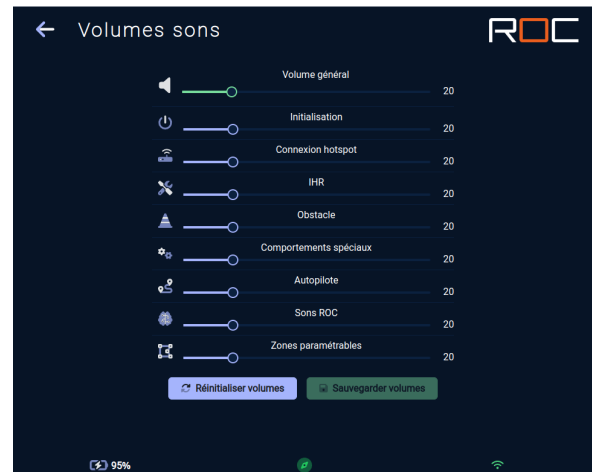 Volumes sons
ROC
Volume général
20
Initialisation
20
Connexion hotspot
20
IHR
20
Obstacle
20
Comportements spéciaux
20
Autopilote
20
Sons ROC
20
Zones paramétrables
20
Réinitialiser volumes
Sauvegarder volumes
95%